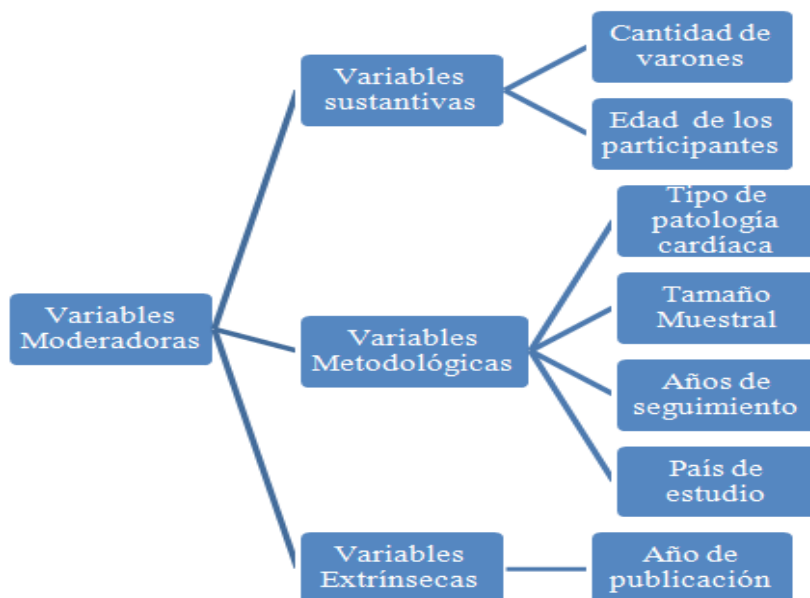 Variables
Moderadoras
Variables
sustantivas
Cantidad de
varones
Edad de los
participantes
Variables
Metodológicas
Tipo de
patología
cardíaca
Tamaño
Muestral
Años de
seguimiento
País de
estudio
Variables
Extrínsecas
Año de
publicación